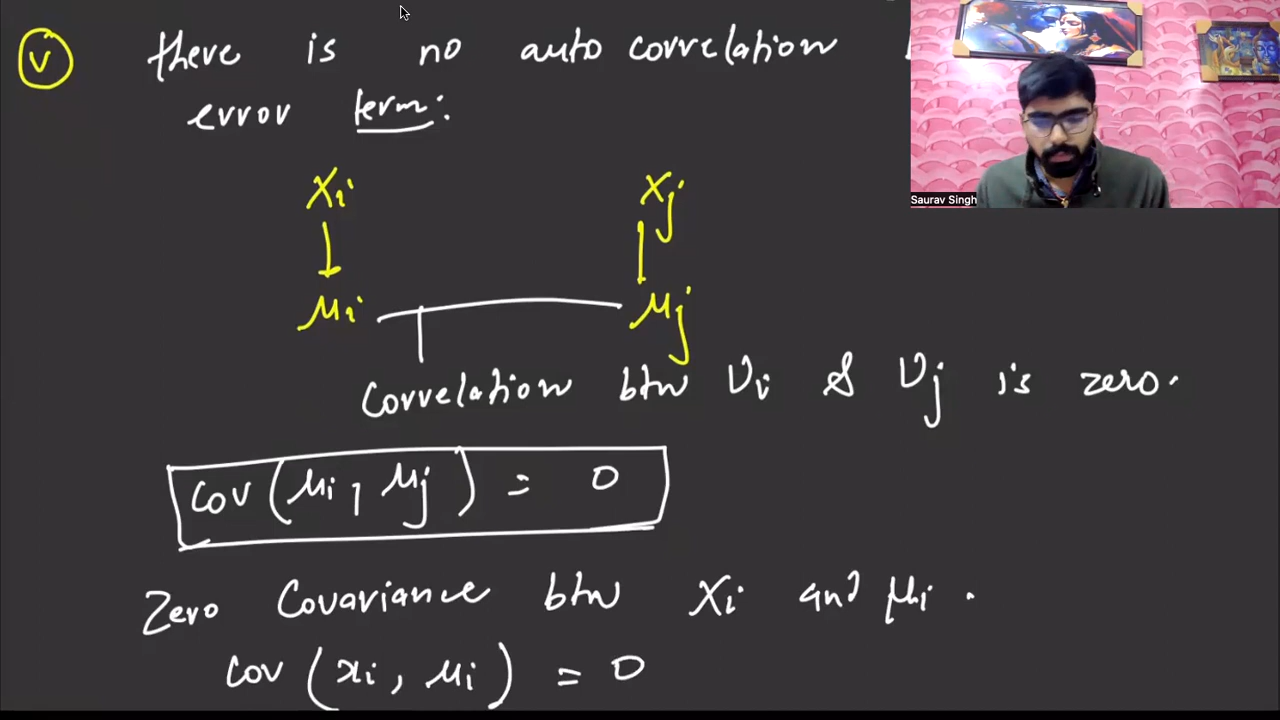 V there is no auto correlation
error term:
Xi Xj
μi μj
Correlation btw Ui & Uj is zero.
Cov (μi, μj) = 0
Zero Covariance btw Xi and μi.
Cov (xi, μi) = 0
Saurav Singh